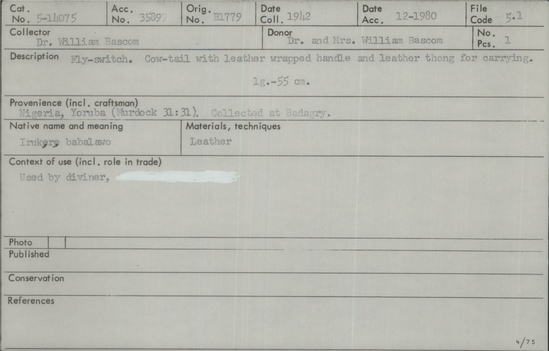 Cat. No. 5-14075 Acc. No. 3589 Orig. No. B1779 Date Coll. 1942 Date Acc. 12-1980 File Code 5.1
Collector Dr. William Bascom Donor Dr. and Mrs. William Bascom No. Pcs. 1
Description Fly-switch. Cow-tail with leather wrapped handle and leather thong for carrying.
lg.-55 cm.
Provenience (incl. craftsman)
Nigeria, Yoruba (Murdock 31:31). Collected at Badagry.
Native name and meaning Materials, techniques
Irukẹrẹ babalawo Leather
Context of use (incl. role in trade)
Used by diviner,
Photo
Published
Conservation
References
4/75